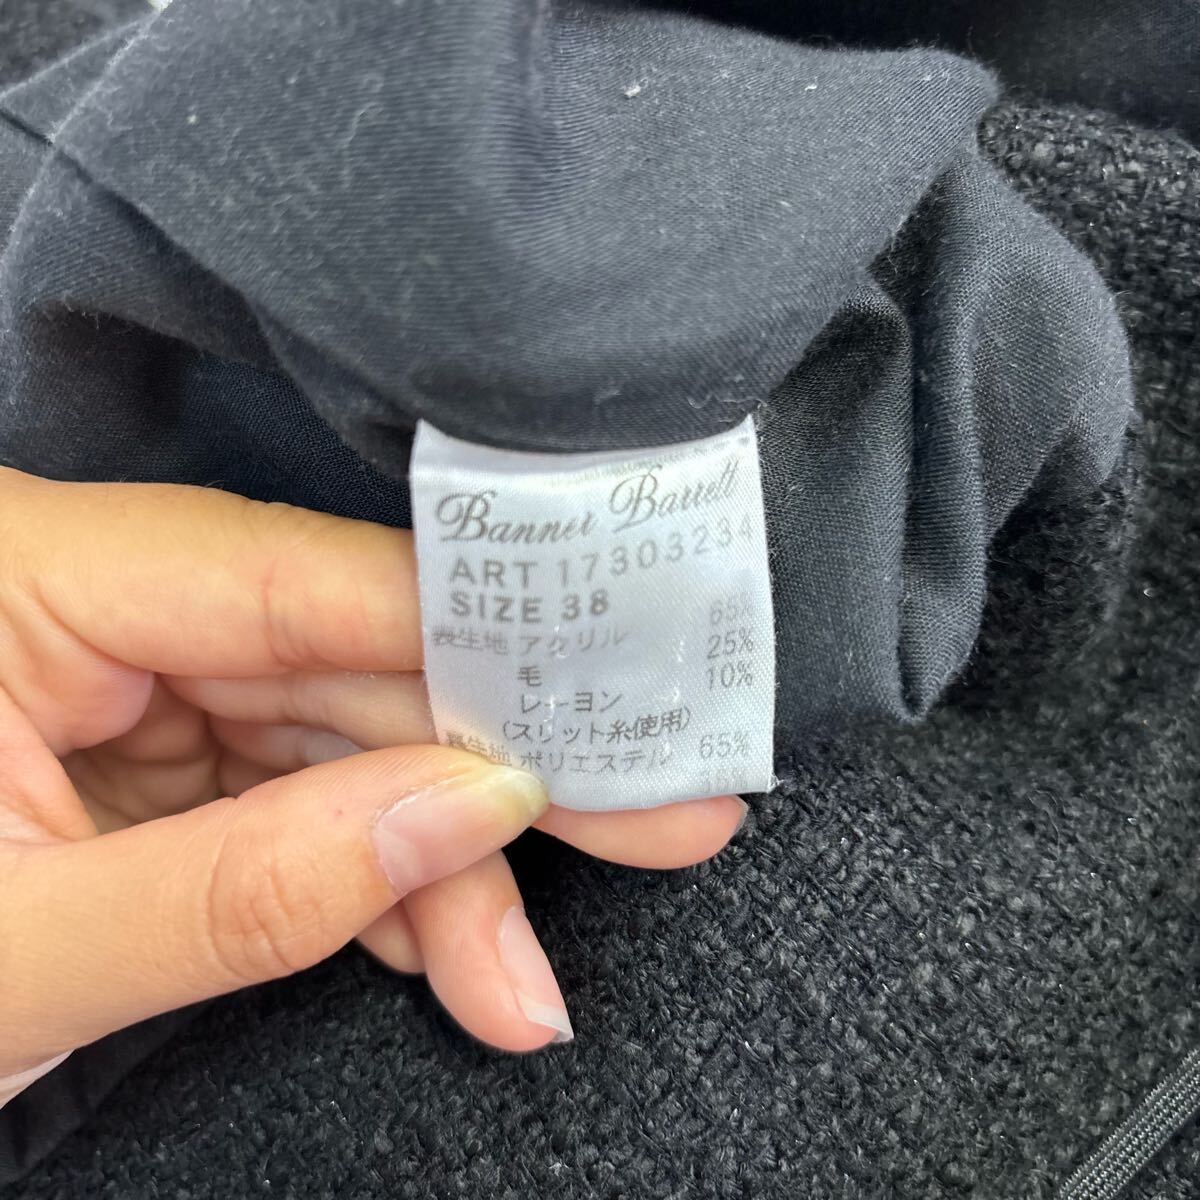 Banner Barrett
ART 17303234
SIZE 38
表生地 アクリル 65%
毛 25%
レーヨン 10%
(スリット糸使用)
表生地 ポリエステル 65%